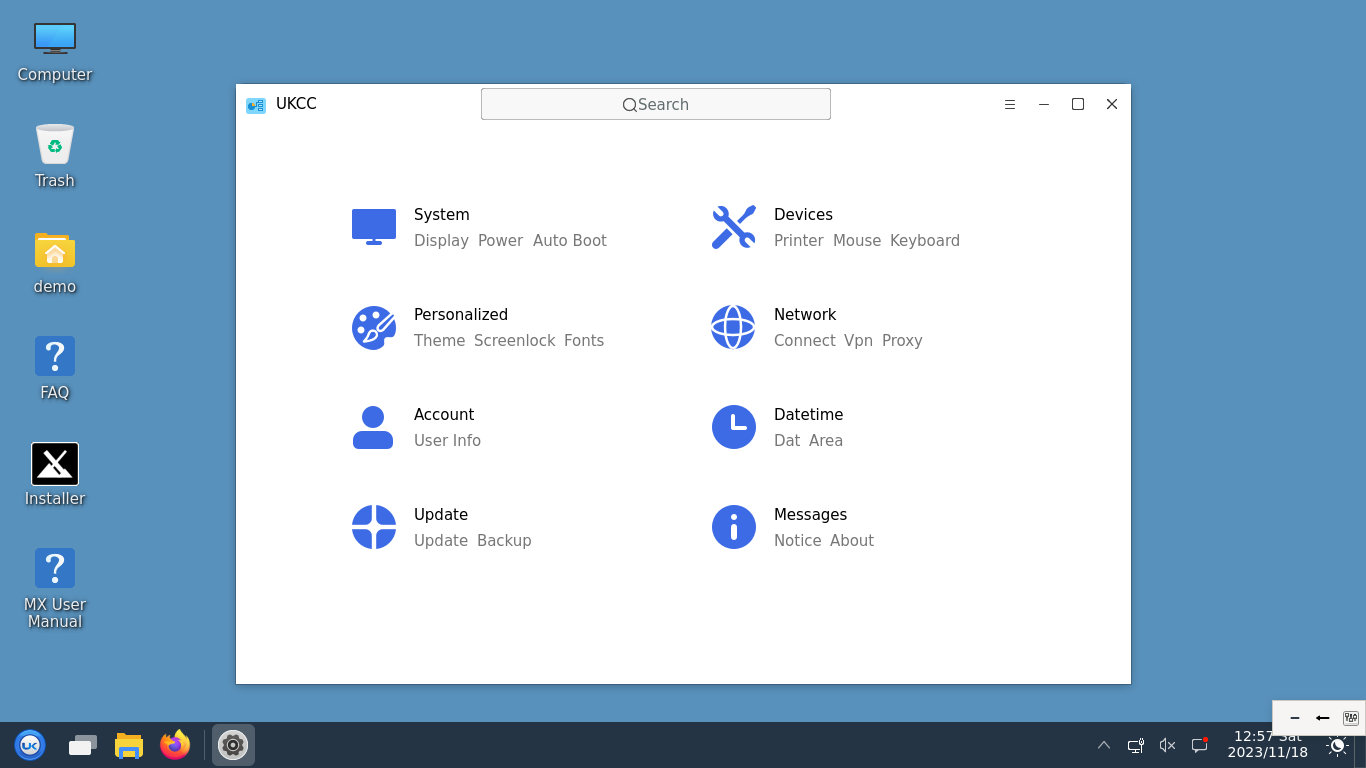 Computer
Trash
demo
FAQ
Installer
MX User
Manual
UKCC
Search
System
Display Power Auto Boot
Devices
Printer Mouse Keyboard
Personalized
Theme Screenlock Fonts
Network
Connect Vpn Proxy
Account
User Info
Datetime
Dat Area
Update
Update Backup
Messages
Notice About
UK
12:57 Sat
2023/11/18